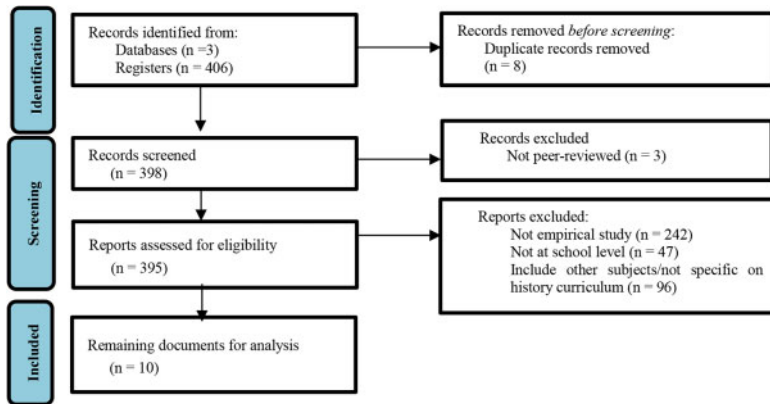 Identification
Records identified from:
Databases (n =3)
Registers (n = 406)
Records removed before screening:
Duplicate records removed
(n = 8)
Screening
Records screened
(n = 398)
Records excluded
Not peer-reviewed (n = 3)
Reports assessed for eligibility
(n = 395)
Reports excluded:
Not empirical study (n = 242)
Not at school level (n = 47)
Include other subjects/not specific on
history curriculum (n = 96)
Included
Remaining documents for analysis
(n = 10)